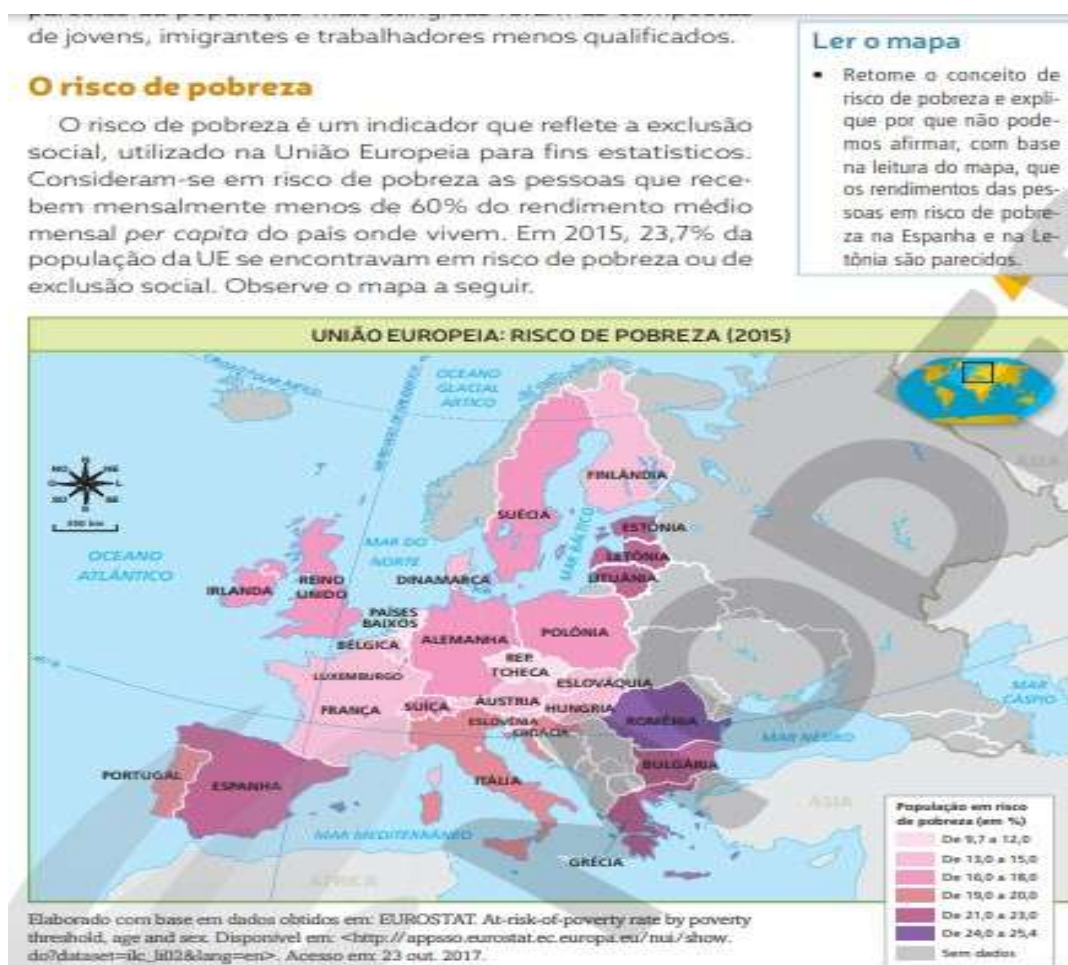 de jovens, imigrantes e trabalhadores menos qualificados.
O risco de pobreza
O risco de pobreza é um indicador que reflete a exclusão
social, utilizado na União Europeia para fins estatísticos.
Consideram-se em risco de pobreza as pessoas que rece-
bem mensalmente menos de 60% do rendimento médio
mensal per capita do país onde vivem. Em 2015, 23,7% da
população da UE se encontravam em risco de pobreza ou de
exclusão social. Observe o mapa a seguir.
Ler o mapa
• Retome o conceito de
risco de pobreza e expli-
que por que não pode-
mos afirmar, com base
na leitura do mapa, que
os rendimentos das pes-
soas em risco de pobre-
za na Espanha e na Le-
tônia são parecidos.
UNIÃO EUROPEIA: RISCO DE POBREZA (2015)
OCEANO
GLACIAL
ÁRTICO
NO
N
NE
O
L
SO
S
SE
OCEANO
ATLÂNTICO
MAR DO
NORTE
MAR BÁLTICO
FINLÂNDIA
SUÉCIA
ESTÔNIA
LETÔNIA
LITUÂNIA
DINAMARCA
IRLANDA
REINO
UNIDO
PAÍSES
BAIXOS
BÉLGICA
ALEMANHA
POLÔNIA
LUXEMBURGO
REP.
TCHECA
ESLOVÁQUIA
FRANÇA
SUÍÇA
ÁUSTRIA
HUNGRIA
ESLOVÊNIA
CROÁCIA
ROMÊNIA
BULGÁRIA
PORTUGAL
ESPANHA
ITÁLIA
GRÉCIA
MAR MEDITERRÂNEO
MAR NEGRO
MAR
CÁSPIO
ÁSIA
ÁSIA
ÁFRICA
População em risco
de pobreza (em %)
De 9,7 a 12,0
De 13,0 a 15,0
De 16,0 a 18,0
De 19,0 a 20,0
De 21,0 a 23,0
De 24,0 a 25,4
Sem dados
Elaborado com base em dados obtidos em: EUROSTAT. At-risk-of-poverty rate by poverty
threshold, age and sex. Disponível em: <http://appsso.eurostat.ec.europa.eu/nui/show.
do?dataset=ilc_li02&lang=en>. Acesso em: 23 out. 2017.